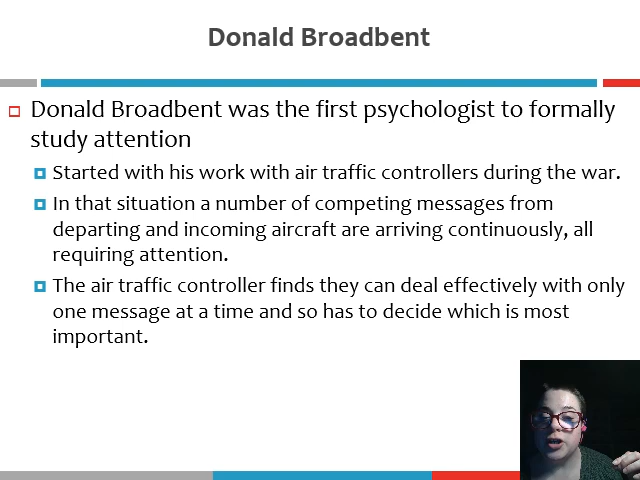 Donald Broadbent
Donald Broadbent was the first psychologist to formally
study attention
Started with his work with air traffic controllers during the war.
In that situation a number of competing messages from
departing and incoming aircraft are arriving continuously, all
requiring attention.
The air traffic controller finds they can deal effectively with only
one message at a time and so has to decide which is most
important.